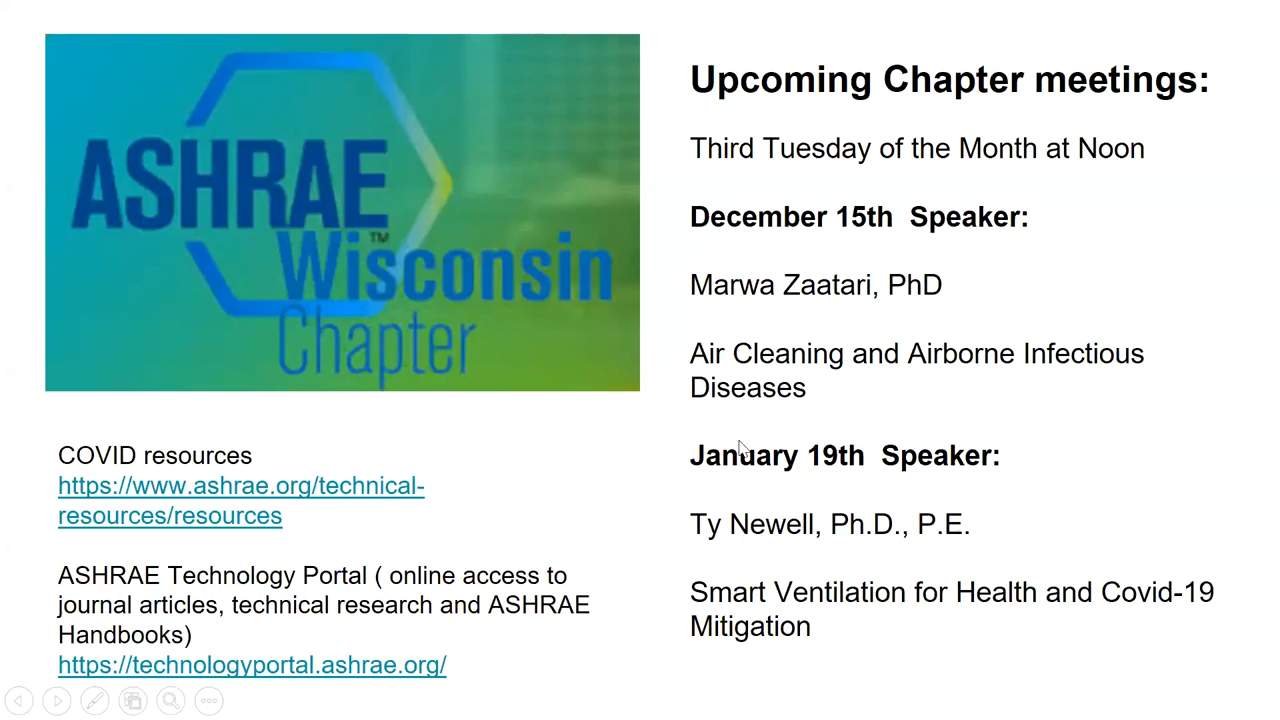 ASHRAE
™
Wisconsin
Chapter
COVID resources
https://www.ashrae.org/technical-
resources/resources
ASHRAE Technology Portal ( online access to
journal articles, technical research and ASHRAE
Handbooks)
https://technologyportal.ashrae.org/
Upcoming Chapter meetings:
Third Tuesday of the Month at Noon
December 15th  Speaker:
Marwa Zaatari, PhD
Air Cleaning and Airborne Infectious
Diseases
January 19th  Speaker:
Ty Newell, Ph.D., P.E.
Smart Ventilation for Health and Covid-19
Mitigation